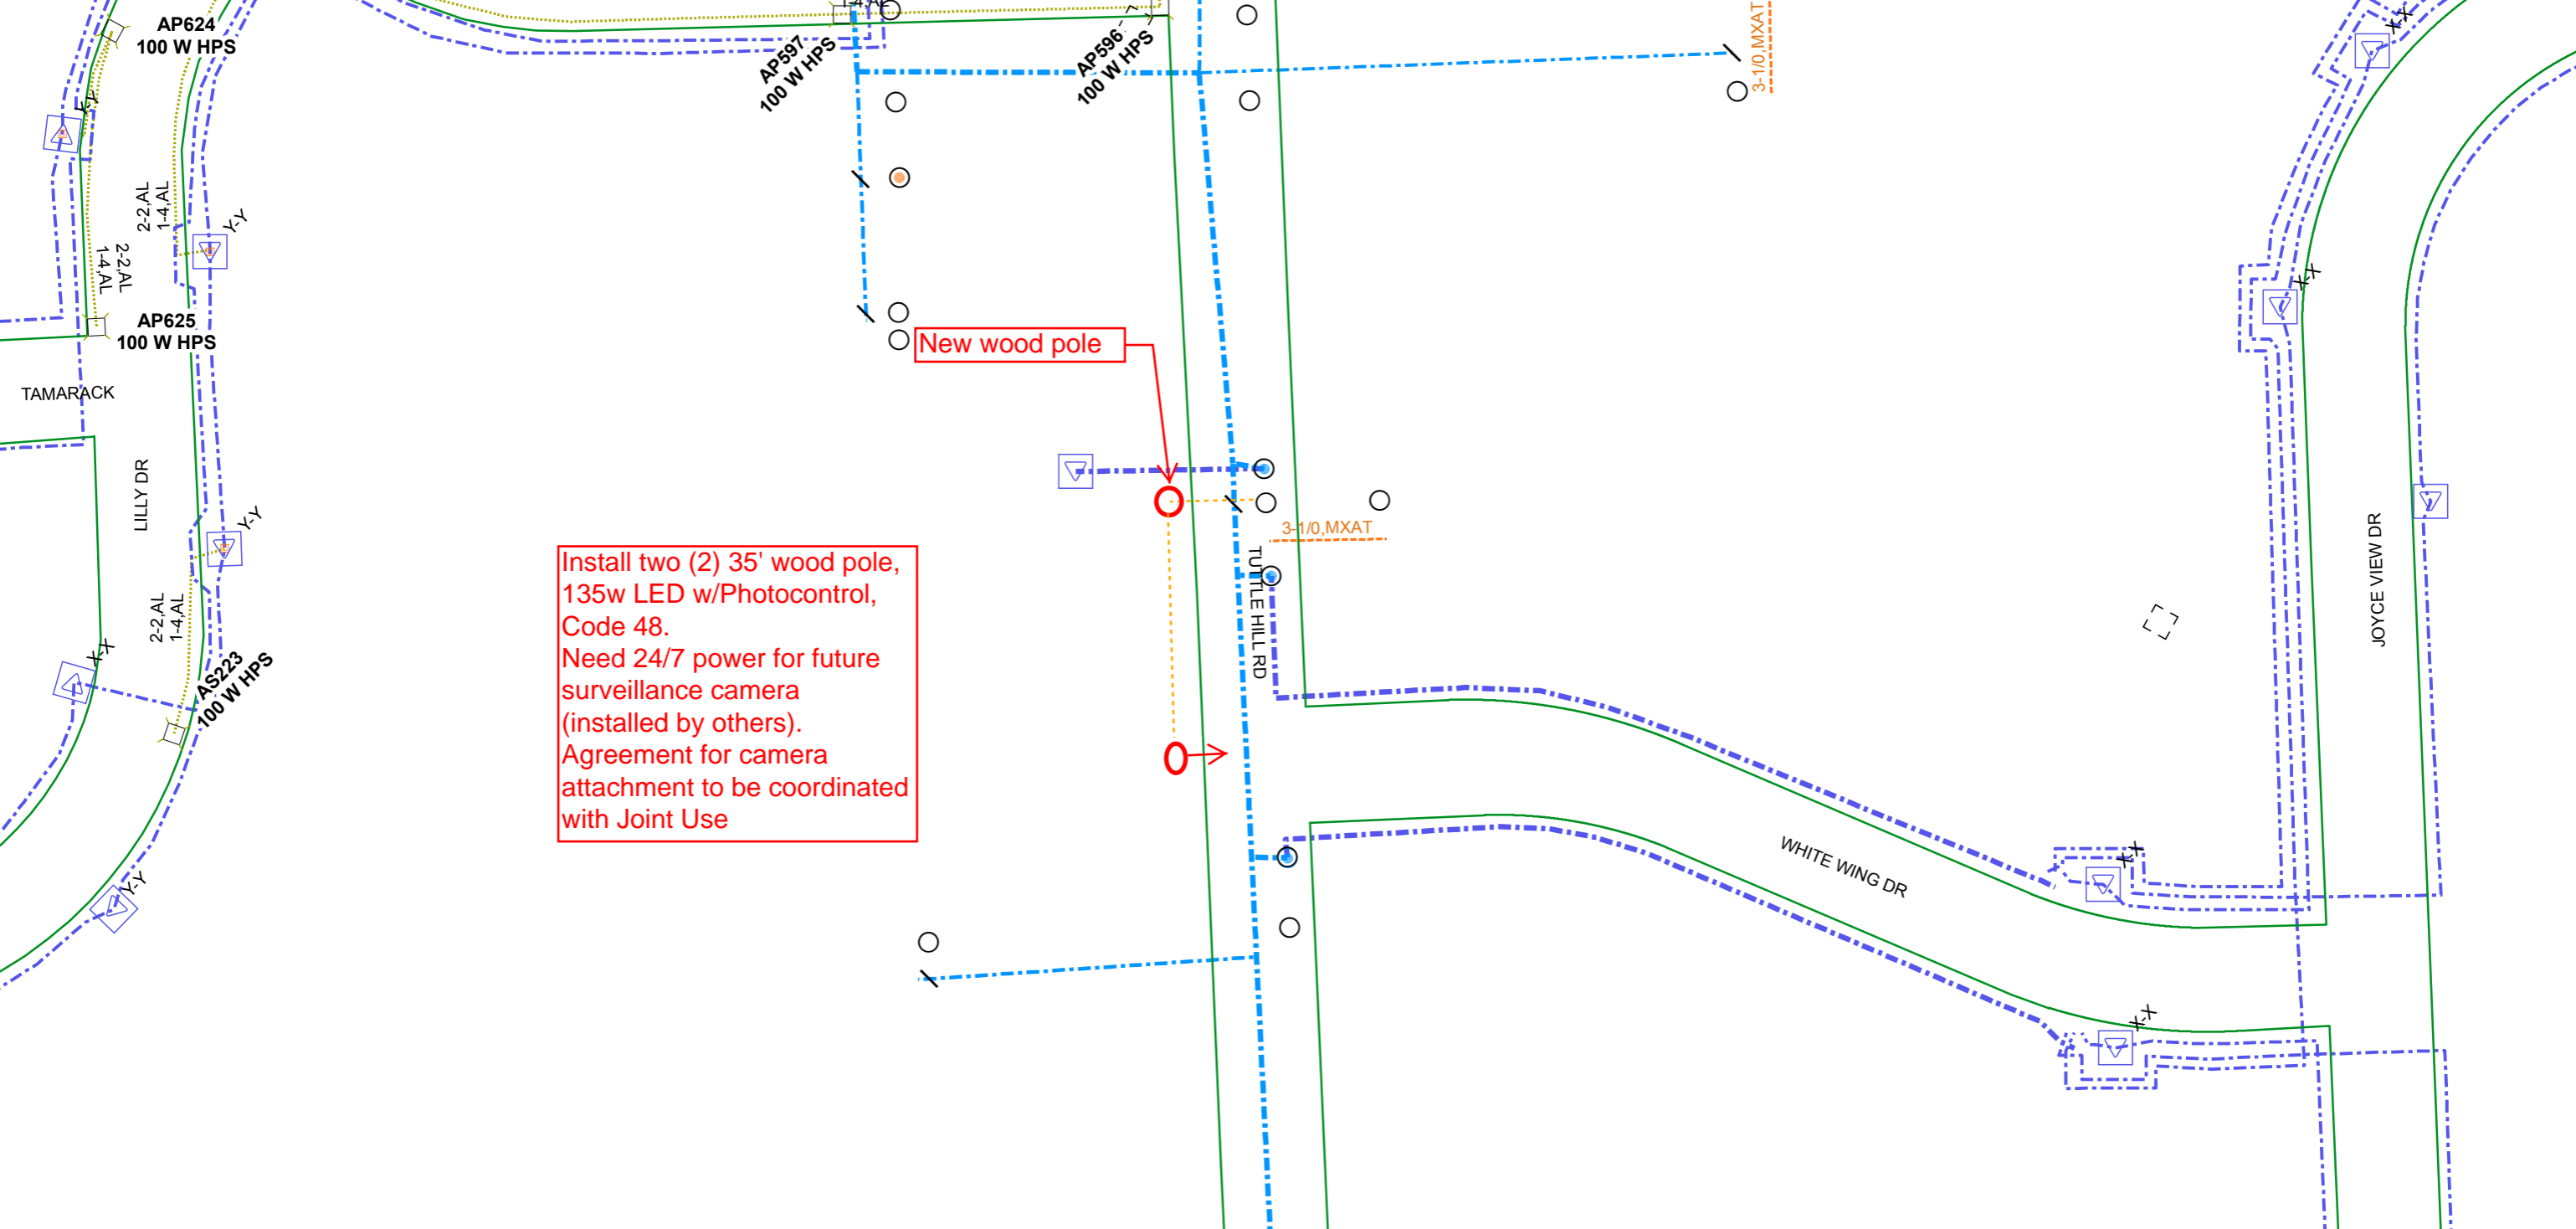 1-4,AL
AP624
100 W HPS
AP597
100 W HPS
AP596
100 W HPS
3-1/0,MXAT
X-X
Y-Y
2-2,AL
1-4,AL
Y-Y
2-2,AL
1-4,AL
X-X
AP625
100 W HPS
New wood pole
TAMARACK
LILLY DR
Y-Y
3-1/0,MXAT
TUTTLE HILL RD
JOYCE VIEW DR
Install two (2) 35' wood pole,
135w LED w/Photocontrol,
Code 48.
Need 24/7 power for future
surveillance camera
(installed by others).
Agreement for camera
attachment to be coordinated
with Joint Use
2-2,AL
1-4,AL
X-X
AS223
100 W HPS
WHITE WING DR
X-X
Y-Y
X-X